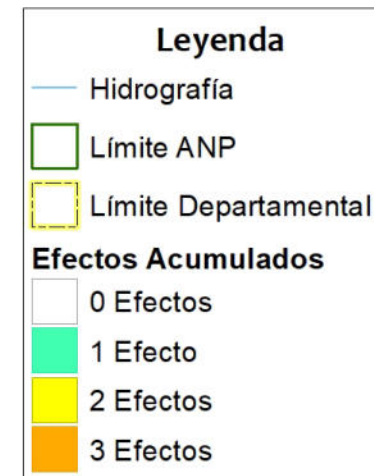 Leyenda
Hidrografía
Límite ANP
Límite Departamental
Efectos Acumulados
0 Efectos
1 Efecto
2 Efectos
3 Efectos